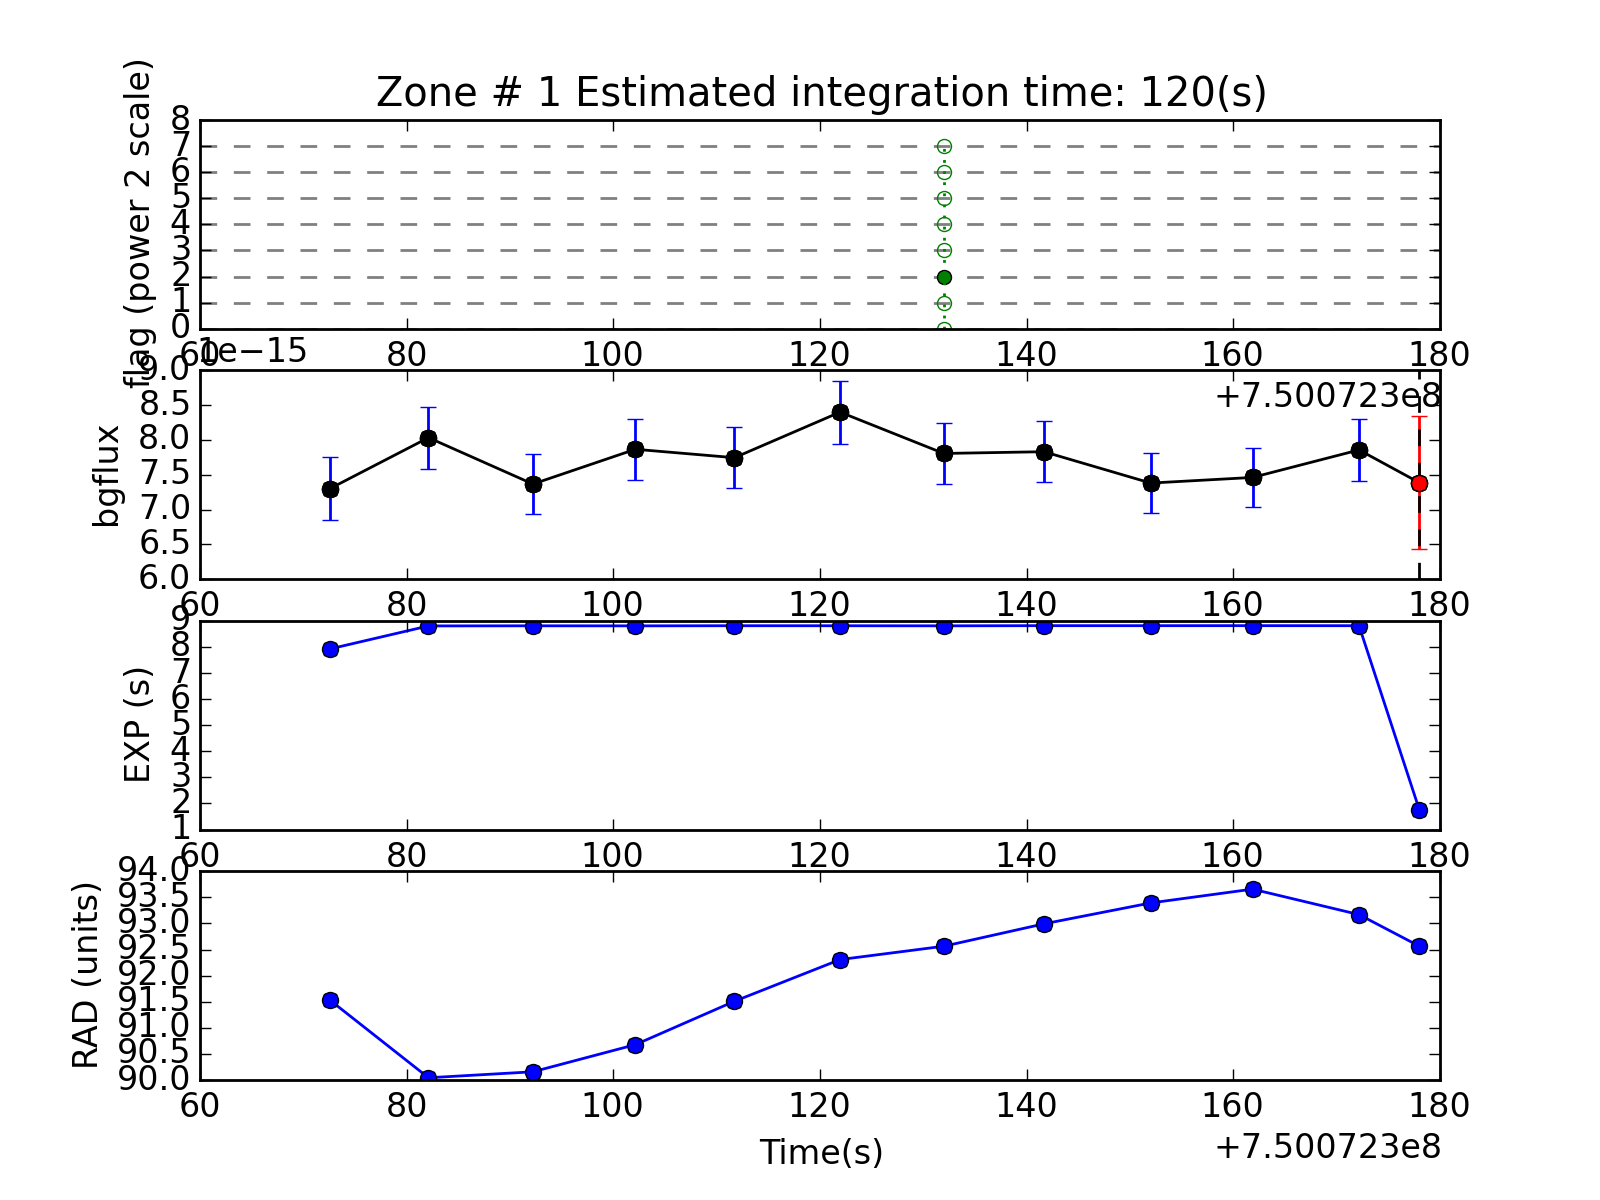 Zone # 1 Estimated integration time: 120(s)
flag (power 2 scale)
8
7
6
5
4
3
2
1
0
60 80 100 120 140 160 180
1e−15
+7.500723e8
bgflux
9.0
8.5
8.0
7.5
7.0
6.5
6.0
60 80 100 120 140 160 180
EXP (s)
9
8
7
6
5
4
3
2
1
60 80 100 120 140 160 180
RAD (units)
94.0
93.5
93.0
92.5
92.0
91.5
91.0
90.5
90.0
60 80 100 120 140 160 180
Time(s)
+7.500723e8